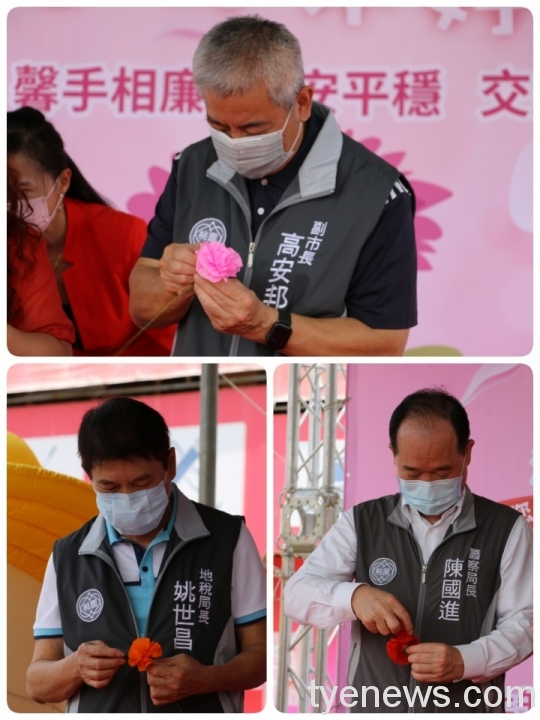 馨手相廉
安平穩 交
副市長
高安邦
地稅局長
姚世昌
警察局長
陳國進
tyenews.com